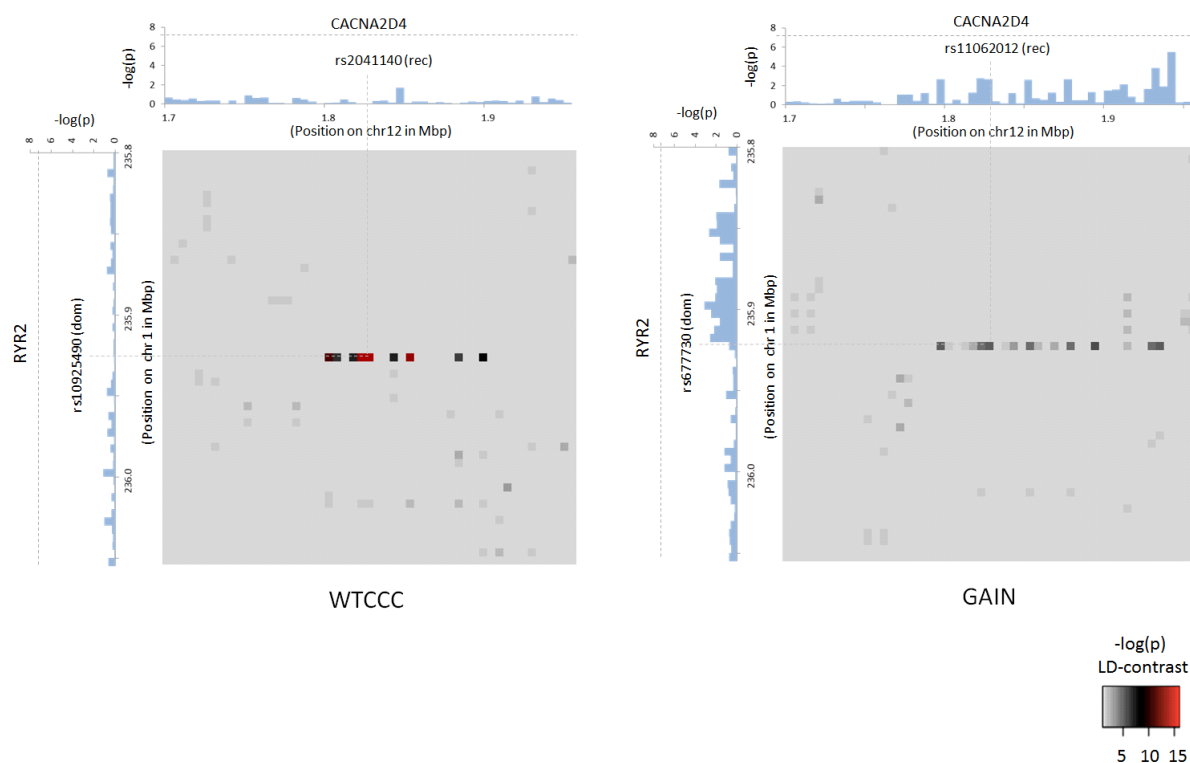 CACNA2D4
8
6
4
2
0
-log(p)
rs2041140 (rec)
1.7
1.8
1.9
(Position on chr12 in Mbp)
-log(p)
8
6
4
2
0
235.8
235.9
236.0
RYR2
rs10925490 (dom)
(Position on chr 1 in Mbp)
WTCCC
CACNA2D4
8
6
4
2
0
-log(p)
rs11062012 (rec)
1.7
1.8
1.9
(Position on chr12 in Mbp)
-log(p)
8
6
4
2
0
235.8
235.9
236.0
RYR2
rs677730 (dom)
(Position on chr 1 in Mbp)
GAIN
-log(p)
LD-contrast
5 10 15